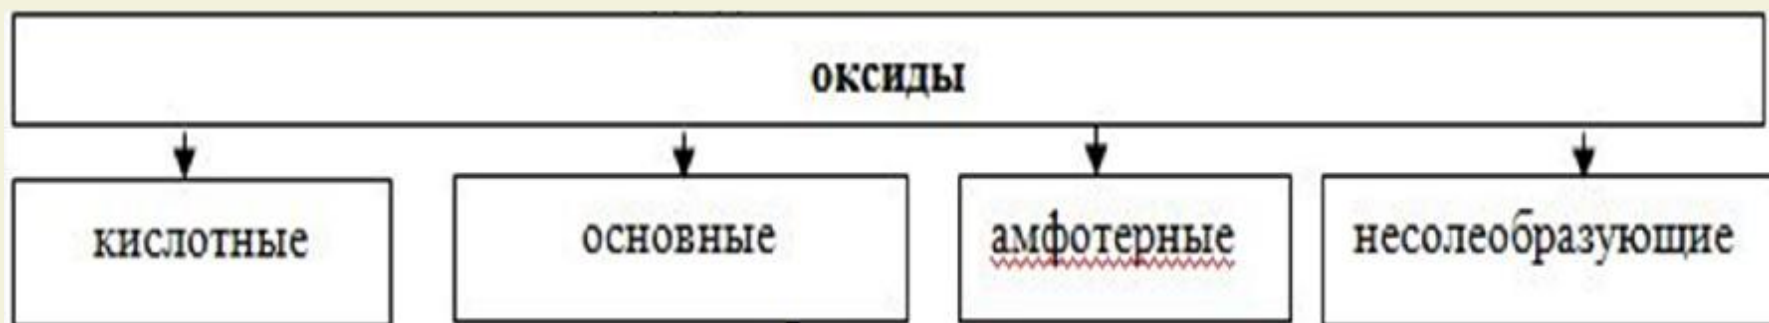 оксиды
кислотные
основные
амфотерные
несолеобразующие